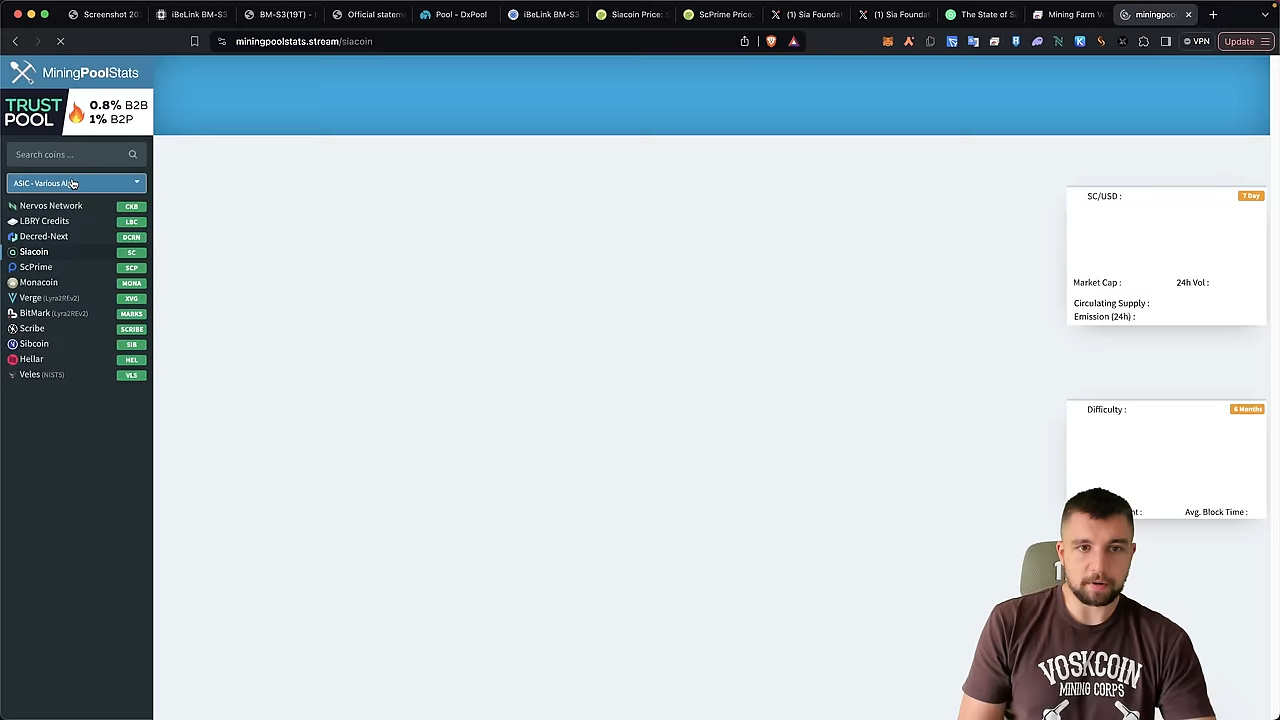 Screenshot 20
iBeLink BM-S3
BM-S3(19T) -
Official statem
Pool - DxPool
iBeLink BM-S3
Siacoin Price:
ScPrime Price:
(1) Sia Founda
(1) Sia Founda
The State of S
Mining Farm V
miningpoo
miningpoolstats.stream/siacoin
VPN
Update
MiningPoolStats
TRUST POOL
0.8% B2B
1% B2P
Search coins ...
ASIC - Various Al
Nervos Network CKB
LBRY Credits LBC
Decred-Next DCRN
Siacoin SC
ScPrime SCP
Monacoin MONA
Verge (Lyra2REv2) XVG
BitMark (Lyra2REv2) MARKS
Scribe SCRIBE
Sibcoin SIB
Hellar HEL
Veles (NIST5) VLS
SC/USD : 7 Day
Market Cap : 24h Vol :
Circulating Supply :
Emission (24h) :
Difficulty : 6 Months
Avg. Block Time :
VOSKCOIN
MINING CORPS